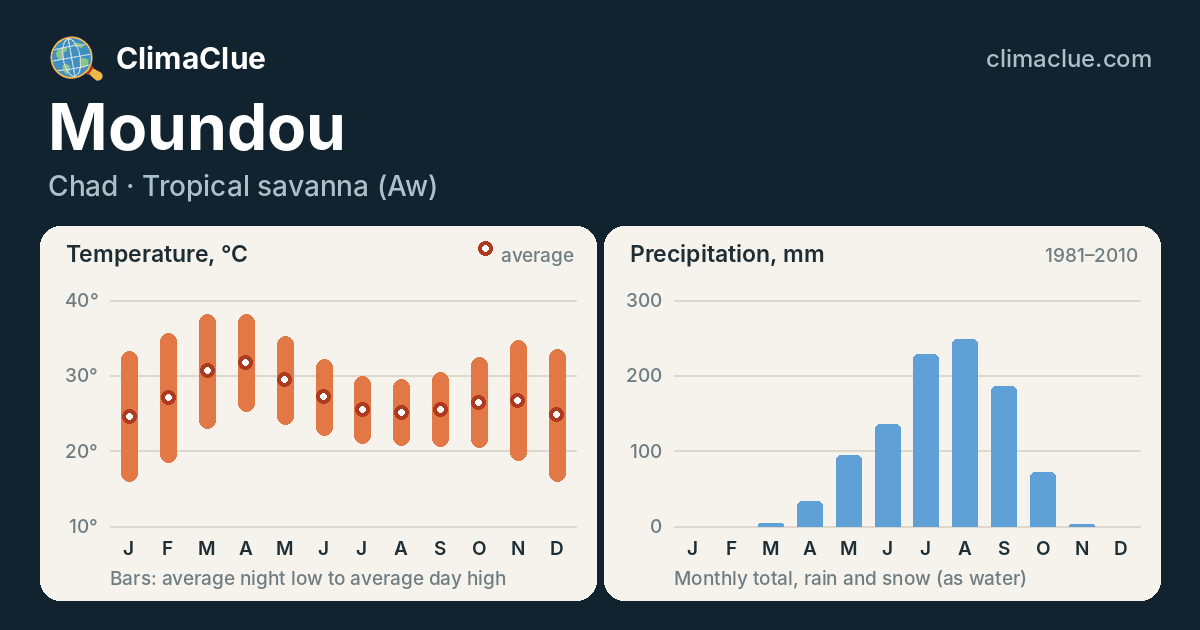 ClimaClue
climaclue.com
Moundou
Chad · Tropical savanna (Aw)
Temperature, °C
average
40°
30°
20°
10°
J F M A M J J A S O N D
Bars: average night low to average day high
Precipitation, mm
1981–2010
300
200
100
0
J F M A M J J A S O N D
Monthly total, rain and snow (as water)